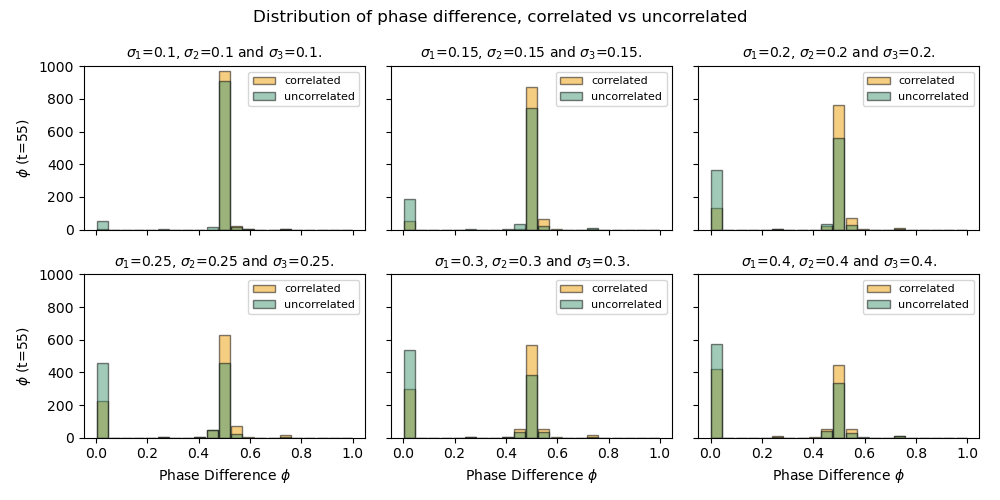 Distribution of phase difference, correlated vs uncorrelated
σ1=0.1, σ2=0.1 and σ3=0.1.
σ1=0.15, σ2=0.15 and σ3=0.15.
σ1=0.2, σ2=0.2 and σ3=0.2.
1000
800
600
400
200
0
ϕ (t=55)
correlated
uncorrelated
correlated
uncorrelated
correlated
uncorrelated
σ1=0.25, σ2=0.25 and σ3=0.25.
σ1=0.3, σ2=0.3 and σ3=0.3.
σ1=0.4, σ2=0.4 and σ3=0.4.
1000
800
600
400
200
0
ϕ (t=55)
correlated
uncorrelated
correlated
uncorrelated
correlated
uncorrelated
0.0 0.2 0.4 0.6 0.8 1.0
0.0 0.2 0.4 0.6 0.8 1.0
0.0 0.2 0.4 0.6 0.8 1.0
Phase Difference ϕ
Phase Difference ϕ
Phase Difference ϕ